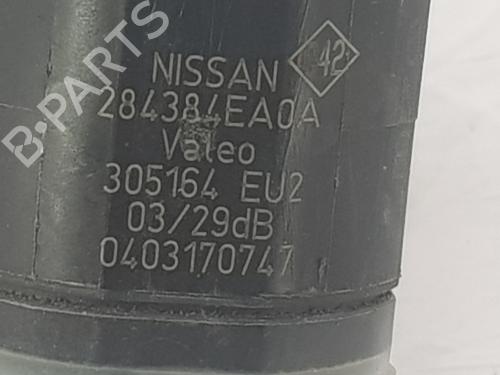 B-PARTS
NISSAN 42
284384EA0A
Valeo
305164 EU2
03/29dB
0403170747